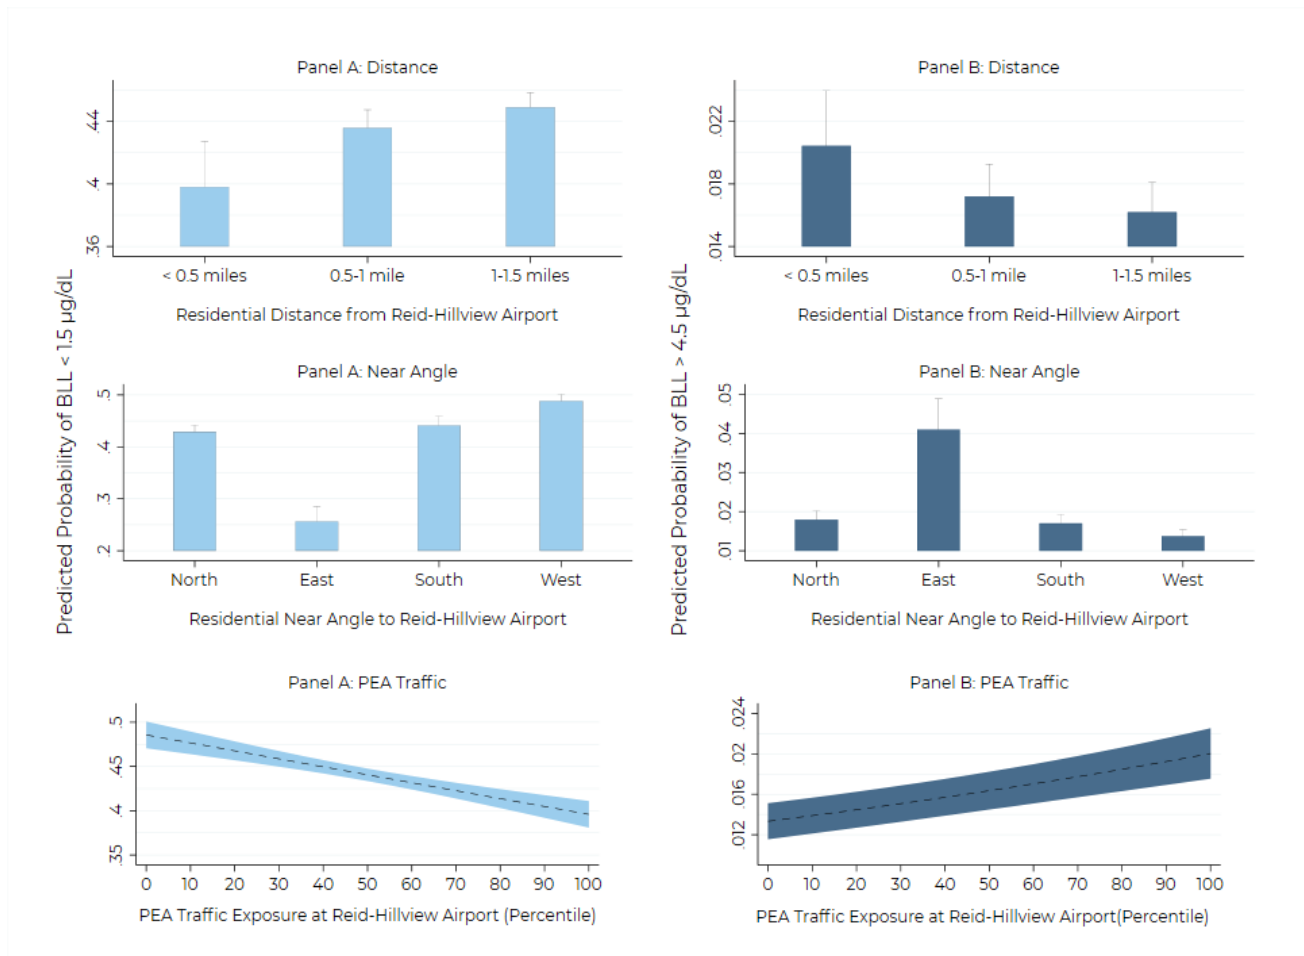 Panel A: Distance
Predicted Probability of BLL < 1.5 µg/dL
.44
.4
.36
< 0.5 miles 0.5-1 mile 1-1.5 miles
Residential Distance from Reid-Hillview Airport
Panel B: Distance
Predicted Probability of BLL > 4.5 µg/dL
.022
.018
.014
< 0.5 miles 0.5-1 mile 1-1.5 miles
Residential Distance from Reid-Hillview Airport
Panel A: Near Angle
.5
.4
.3
.2
North East South West
Residential Near Angle to Reid-Hillview Airport
Panel B: Near Angle
.05
.04
.03
.02
.01
North East South West
Residential Near Angle to Reid-Hillview Airport
Panel A: PEA Traffic
.5
.45
.4
.35
0 10 20 30 40 50 60 70 80 90 100
PEA Traffic Exposure at Reid-Hillview Airport (Percentile)
Panel B: PEA Traffic
.024
.02
.016
.012
0 10 20 30 40 50 60 70 80 90 100
PEA Traffic Exposure at Reid-Hillview Airport(Percentile)